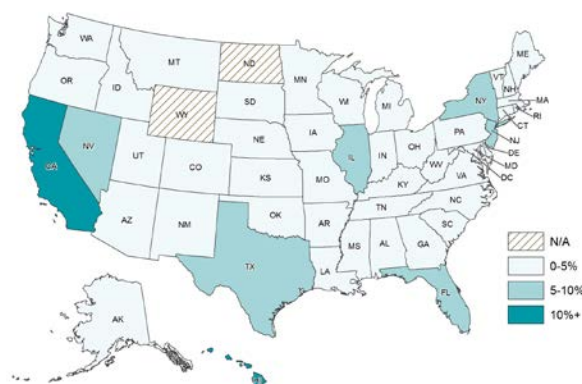 WA
MT
ND
MN
ME
VT
NH
OR
ID
WY
SD
WI
MI
NY
MA
RI
CT
NJ
DE
MD
DC
NV
UT
CO
NE
IA
IL
IN
OH
PA
WV
VA
KS
MO
KY
NC
TN
SC
AZ
NM
OK
AR
MS
AL
GA
LA
TX
FL
AK
N/A
0-5%
5-10%
10%+